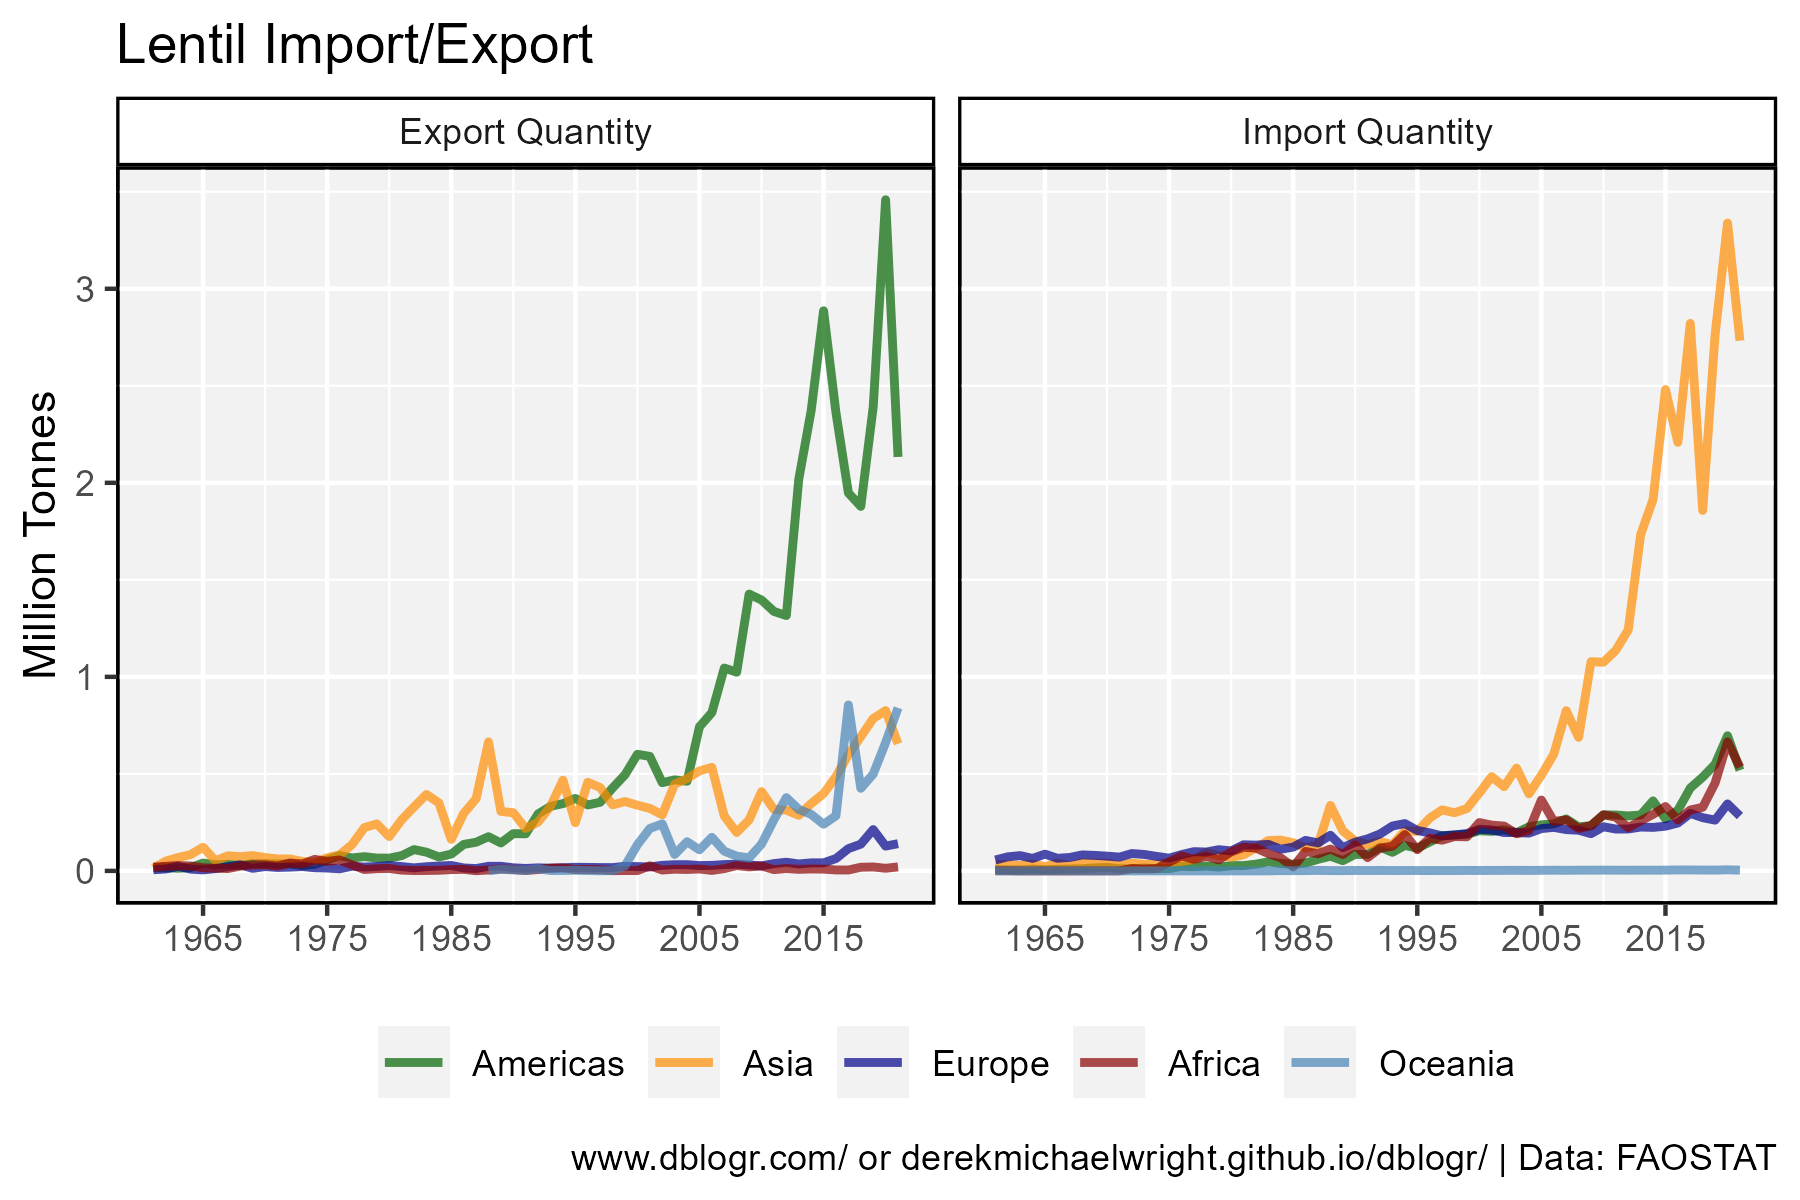 Lentil Import/Export
Export Quantity
Import Quantity
Million Tonnes
3
2
1
0
1965 1975 1985 1995 2005 2015
1965 1975 1985 1995 2005 2015
Americas Asia Europe Africa Oceania
www.dblogr.com/ or derekmichaelwright.github.io/dblogr/ | Data: FAOSTAT